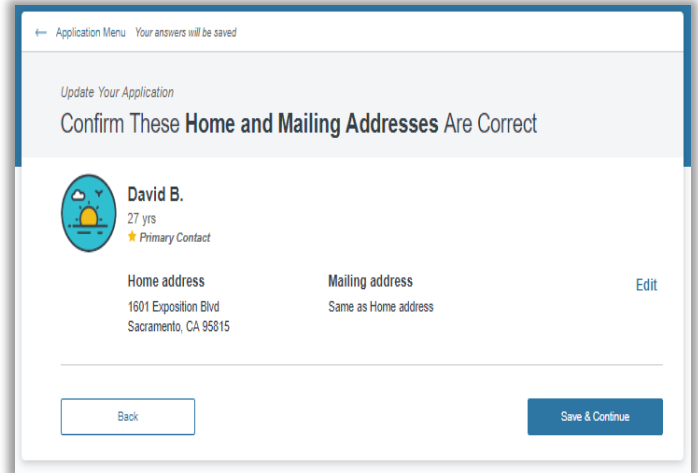 ← Application Menu Your answers will be saved
Update Your Application
Confirm These Home and Mailing Addresses Are Correct
David B.
27 yrs
Primary Contact
Home address
1601 Exposition Blvd
Sacramento, CA 95815
Mailing address
Same as Home address
Edit
Back
Save & Continue